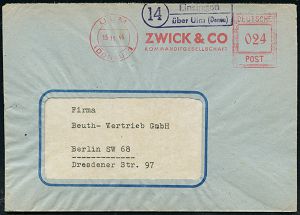 ULM
14
Einsingen
über Ulm (Donau)
DEUTSCHE
ZWICK & CO
KOMMANDITGESELLSCHAFT
024
POST
Firma
Beuth-Vertrieb GmbH
Berlin SW 68
Dresdener Str. 97